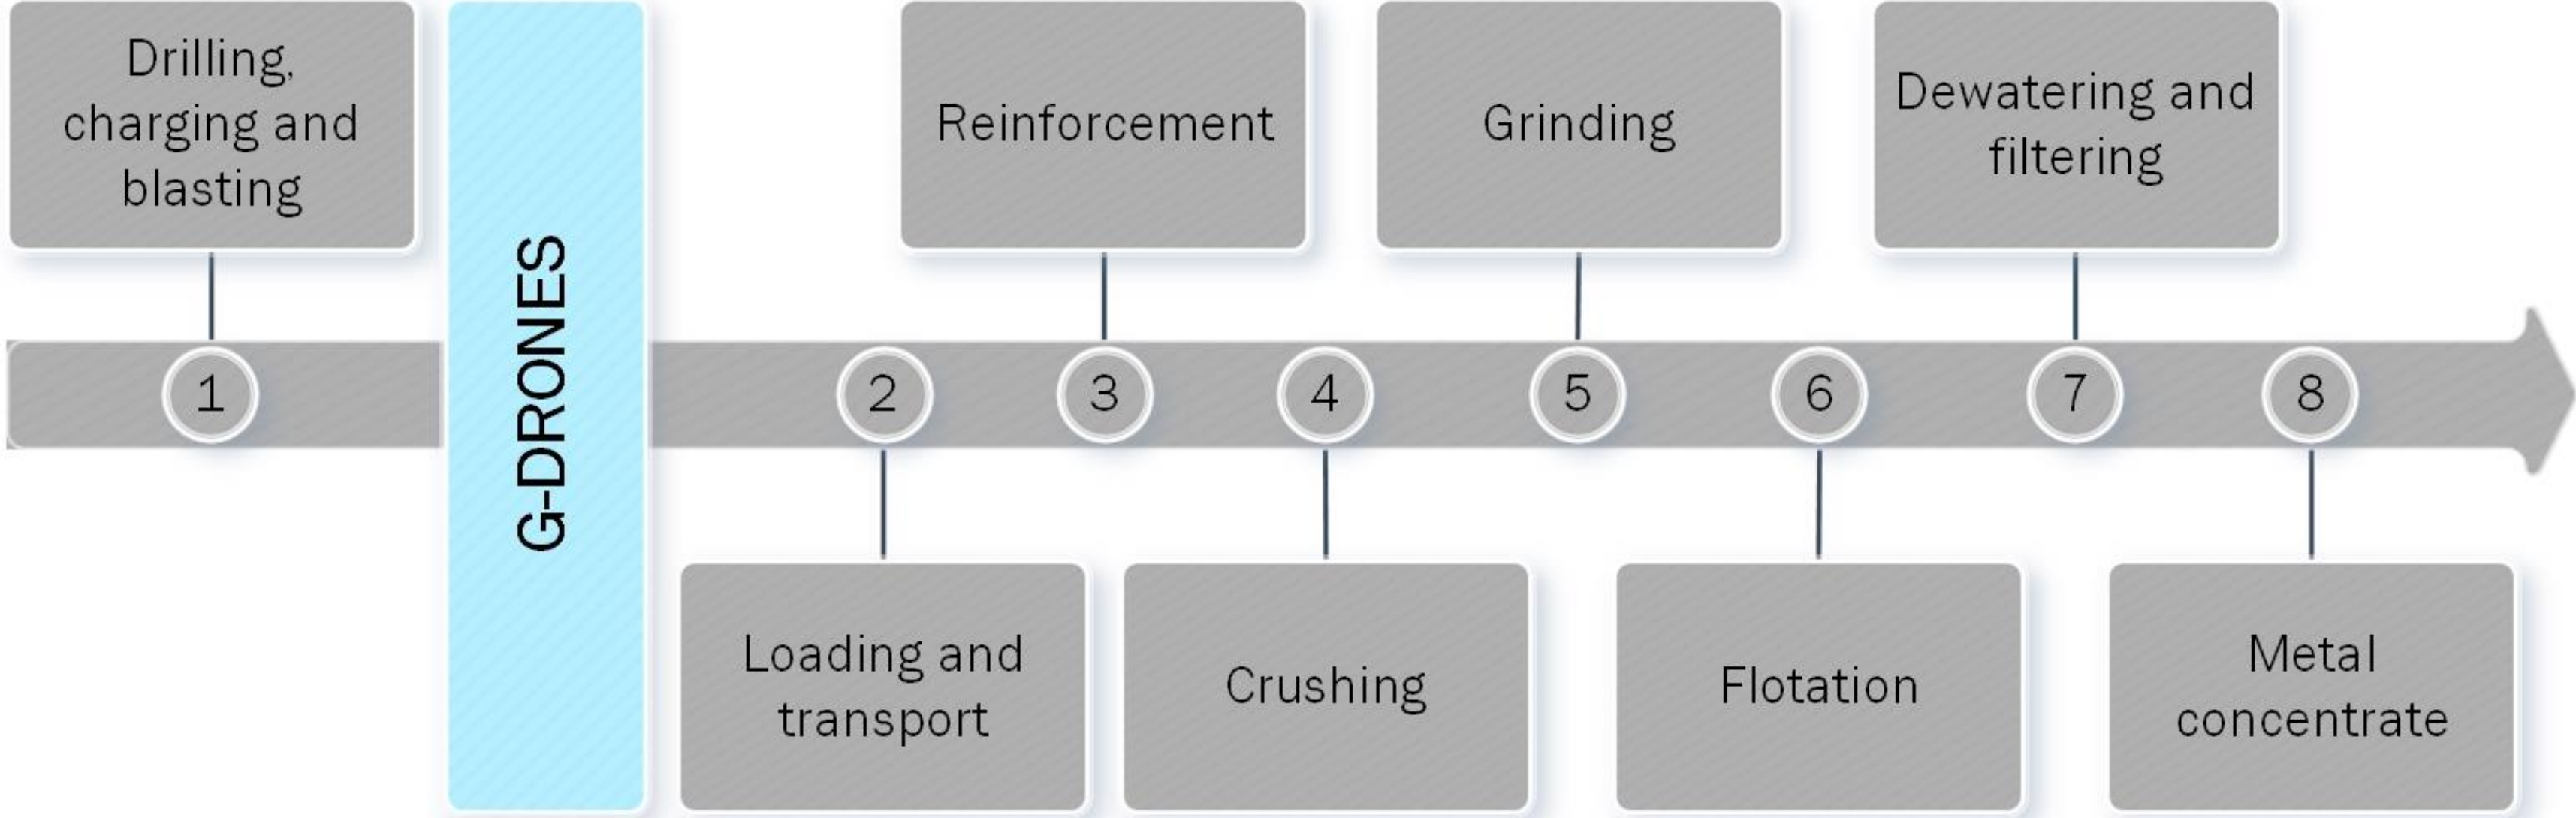 Drilling,
charging and
blasting
G-DRONES
Reinforcement
Grinding
Dewatering and
filtering
1
2
3
4
5
6
7
8
Loading and
transport
Crushing
Flotation
Metal
concentrate